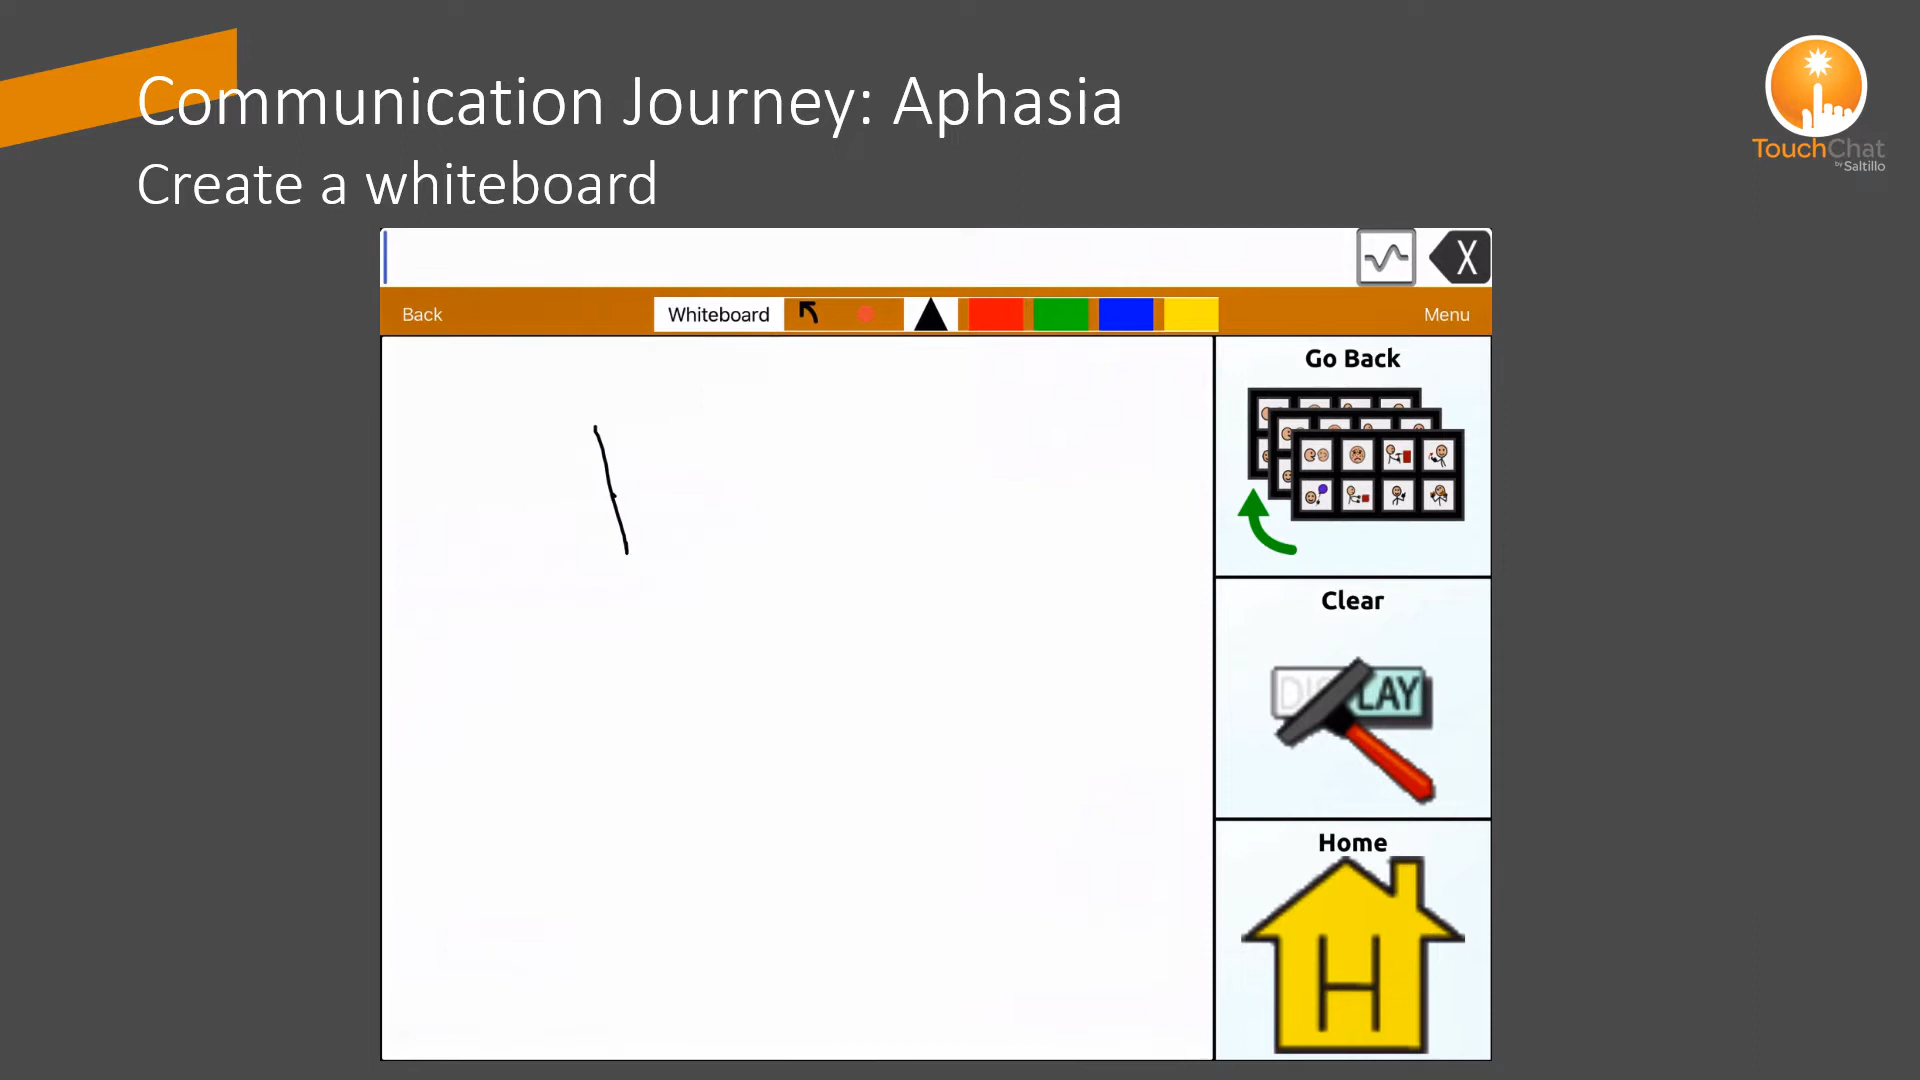 Communication Journey: Aphasia
TouchChat
by Saltillo
Create a whiteboard
X
Back
Whiteboard
Menu
Go Back
Clear
DISPLAY
Home
H